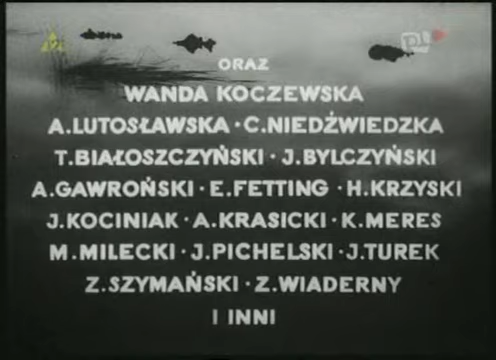 ORAZ
WANDA KOCZEWSKA
A.LUTOSŁAWSKA · C.NIEDŹWIEDZKA
T.BIAŁOSZCZYŃSKI · J.BYLCZYŃSKI
A.GAWROŃSKI · E.FETTING · H.KRZYSKI
J.KOCINIAK · A.KRASICKI · K.MERES
M.MILECKI · J.PICHELSKI · J.TUREK
Z.SZYMAŃSKI · Z.WIADERNY
I INNI